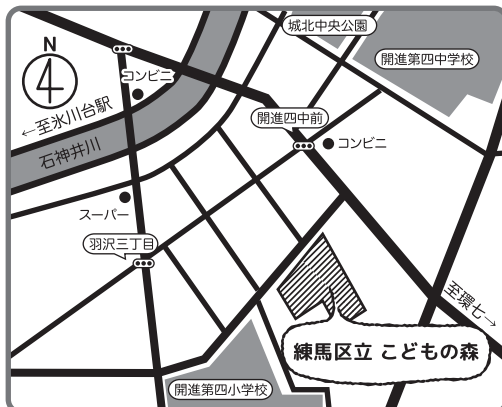 城北中央公園
N
コンビニ
開進第四中学校
←至氷川台駅
開進四中前
コンビニ
石神井川
スーパー
羽沢三丁目
至環七→
練馬区立 こどもの森
開進第四小学校